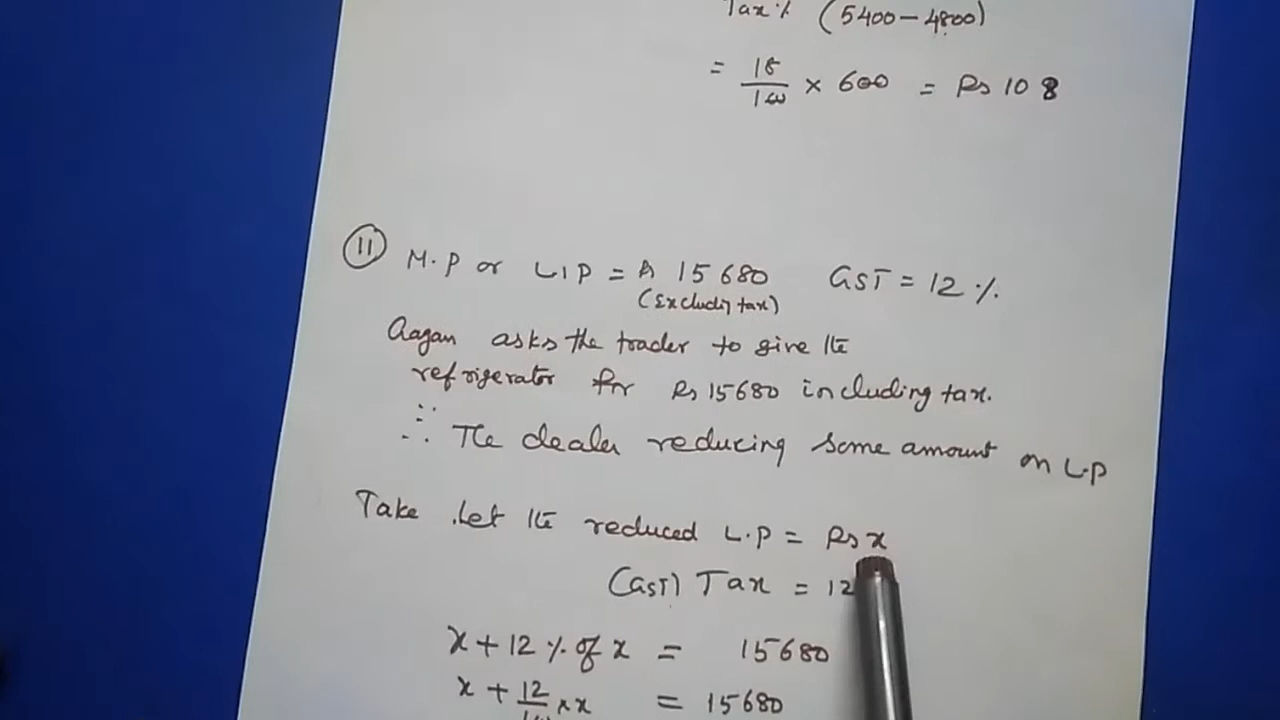 Tax % (5400 - 4800)
= 18/100 × 600 = Rs 108
(11) M.P or L.P = Rs 15680 GST = 12 %.
(Excluding tax)
Aagan asks the trader to give the
refrigerator for Rs 15680 including tax.
∴ The dealer reducing some amount on L.P
Take Let the reduced L.P = Rs x
(GST) Tax = 12
x + 12 % of x = 15680
x + 12/100 × x = 15680